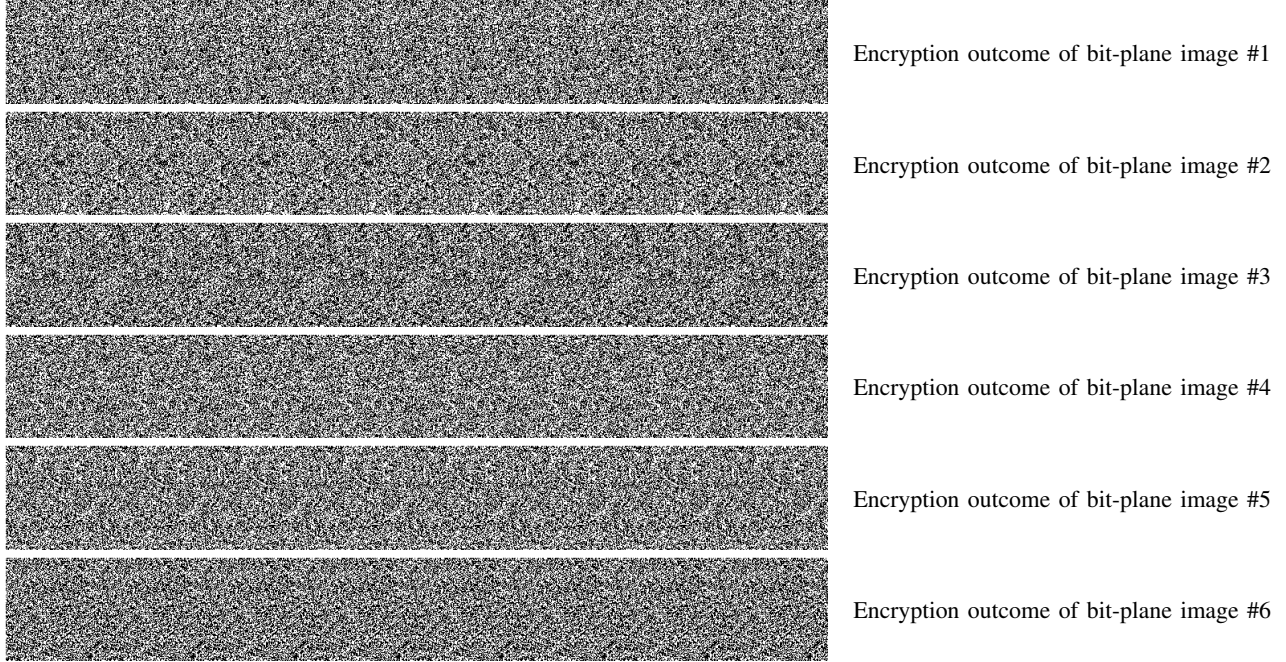 Encryption outcome of bit-plane image #1
Encryption outcome of bit-plane image #2
Encryption outcome of bit-plane image #3
Encryption outcome of bit-plane image #4
Encryption outcome of bit-plane image #5
Encryption outcome of bit-plane image #6